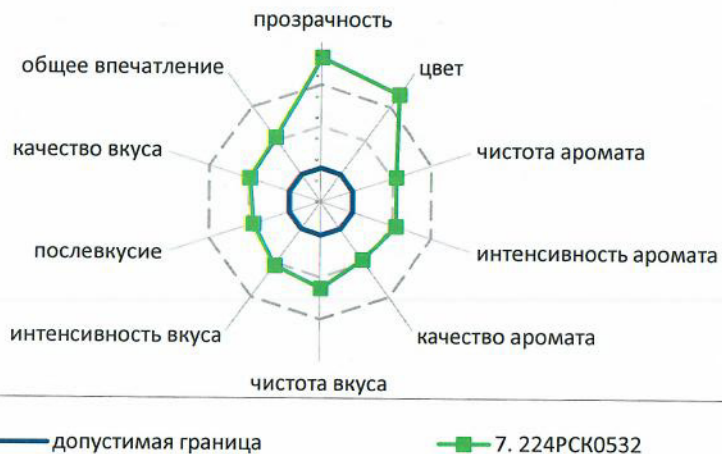 прозрачность
общее впечатление
цвет
качество вкуса
чистота аромата
послевкусие
интенсивность аромата
интенсивность вкуса
качество аромата
чистота вкуса
допустимая граница
7. 224РСК0532